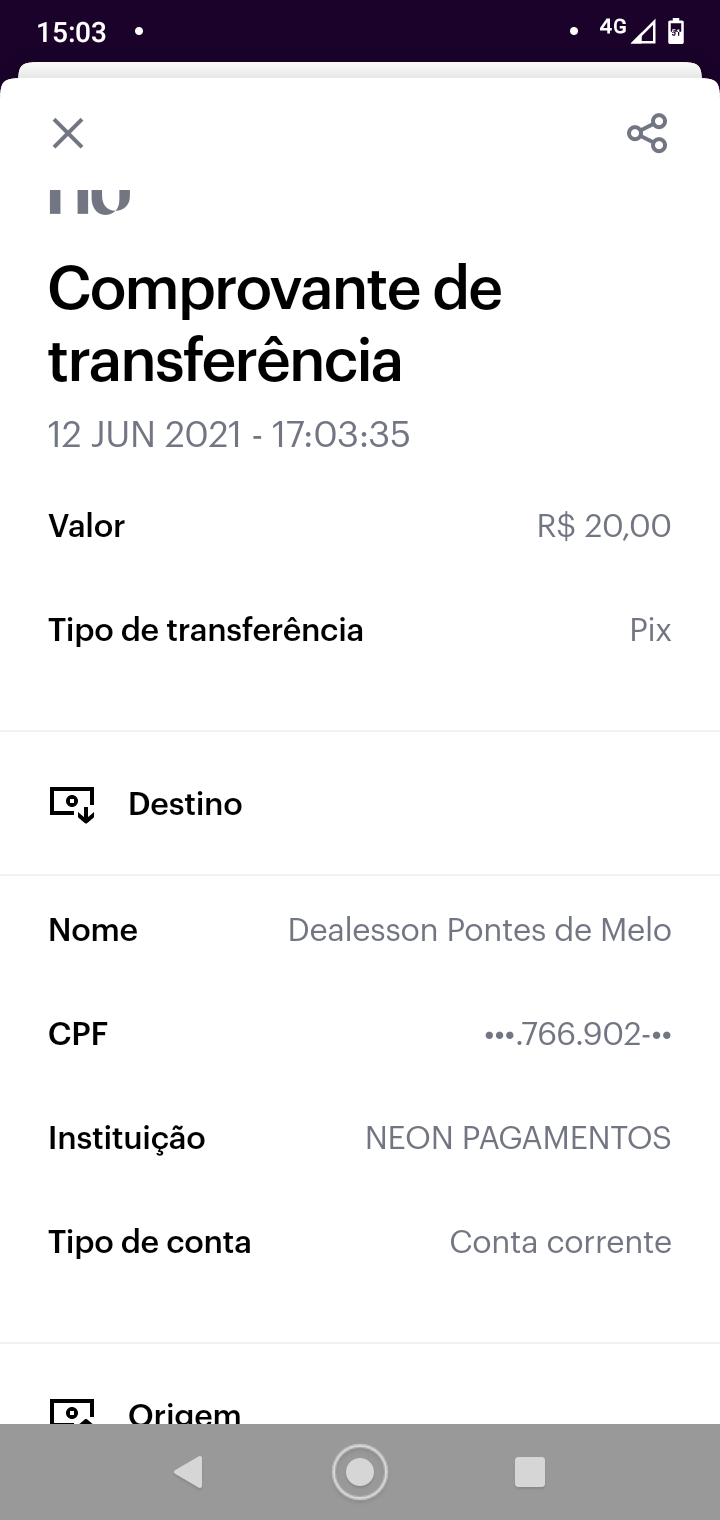 15:03
4G
Comprovante de
transferência
12 JUN 2021 - 17:03:35
Valor R$ 20,00
Tipo de transferência Pix
Destino
Nome Dealesson Pontes de Melo
CPF •••.766.902-••
Instituição NEON PAGAMENTOS
Tipo de conta Conta corrente
Origem